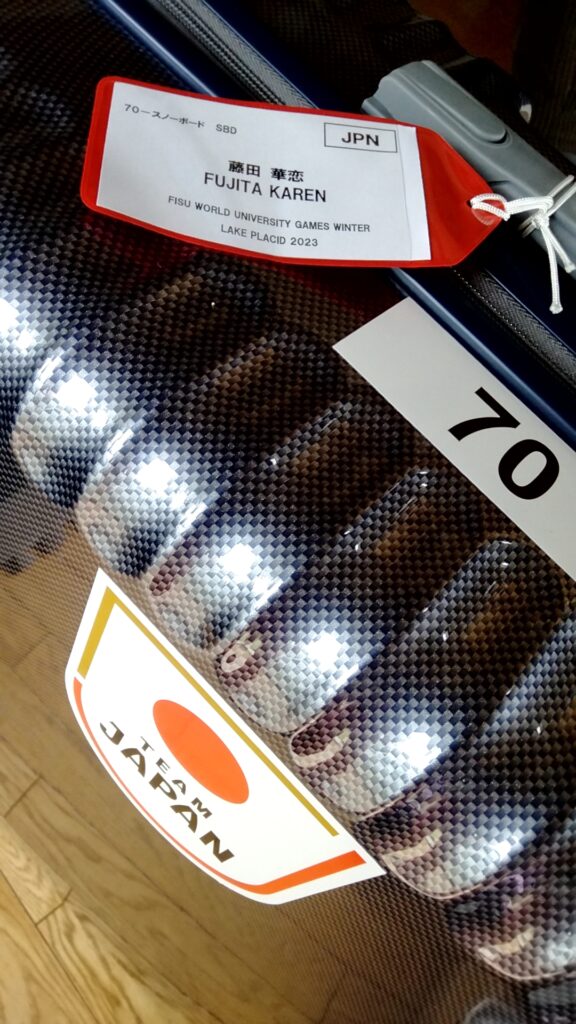 70ースノーボード SBD
JPN
藤田 華恋
FUJITA KAREN
FISU WORLD UNIVERSITY GAMES WINTER
LAKE PLACID 2023
70
TEAM
JAPAN